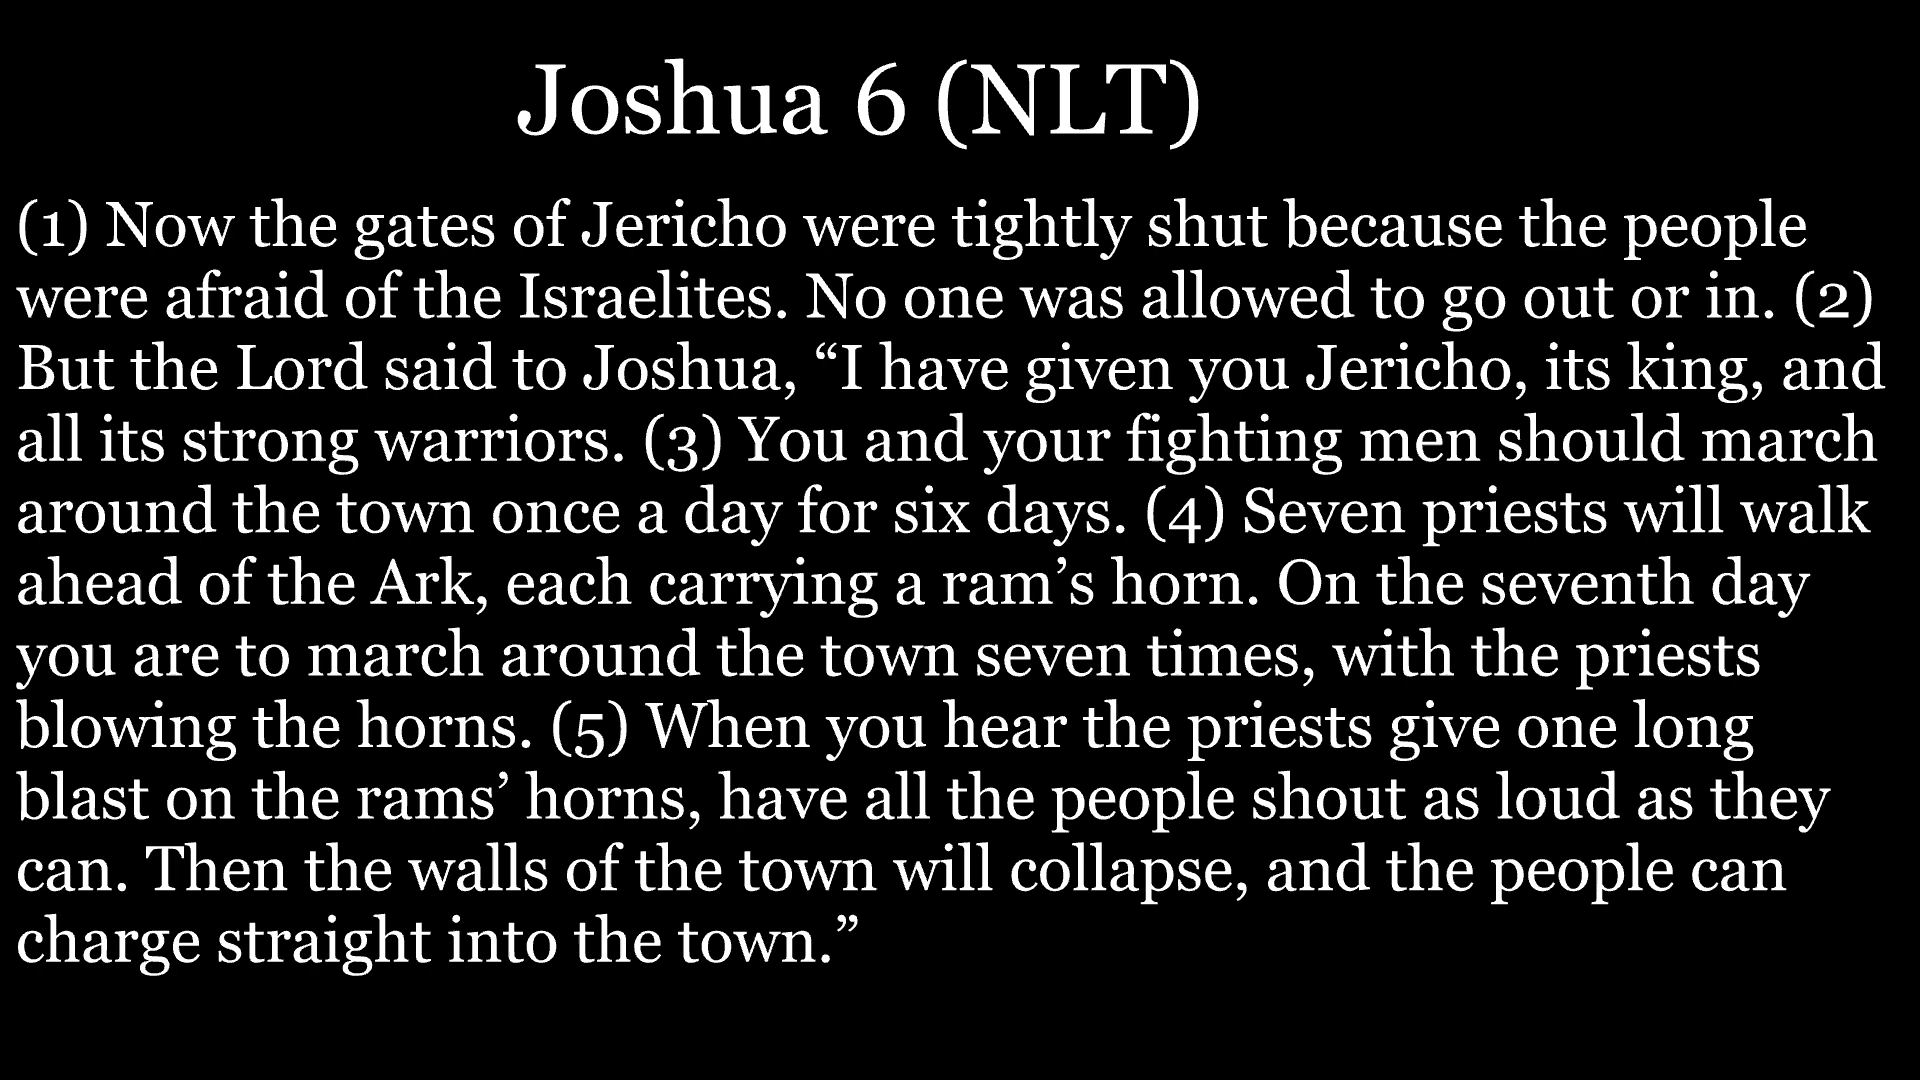 Joshua 6 (NLT)
(1) Now the gates of Jericho were tightly shut because the people
were afraid of the Israelites. No one was allowed to go out or in. (2)
But the Lord said to Joshua, “I have given you Jericho, its king, and
all its strong warriors. (3) You and your fighting men should march
around the town once a day for six days. (4) Seven priests will walk
ahead of the Ark, each carrying a ram’s horn. On the seventh day
you are to march around the town seven times, with the priests
blowing the horns. (5) When you hear the priests give one long
blast on the rams’ horns, have all the people shout as loud as they
can. Then the walls of the town will collapse, and the people can
charge straight into the town.”